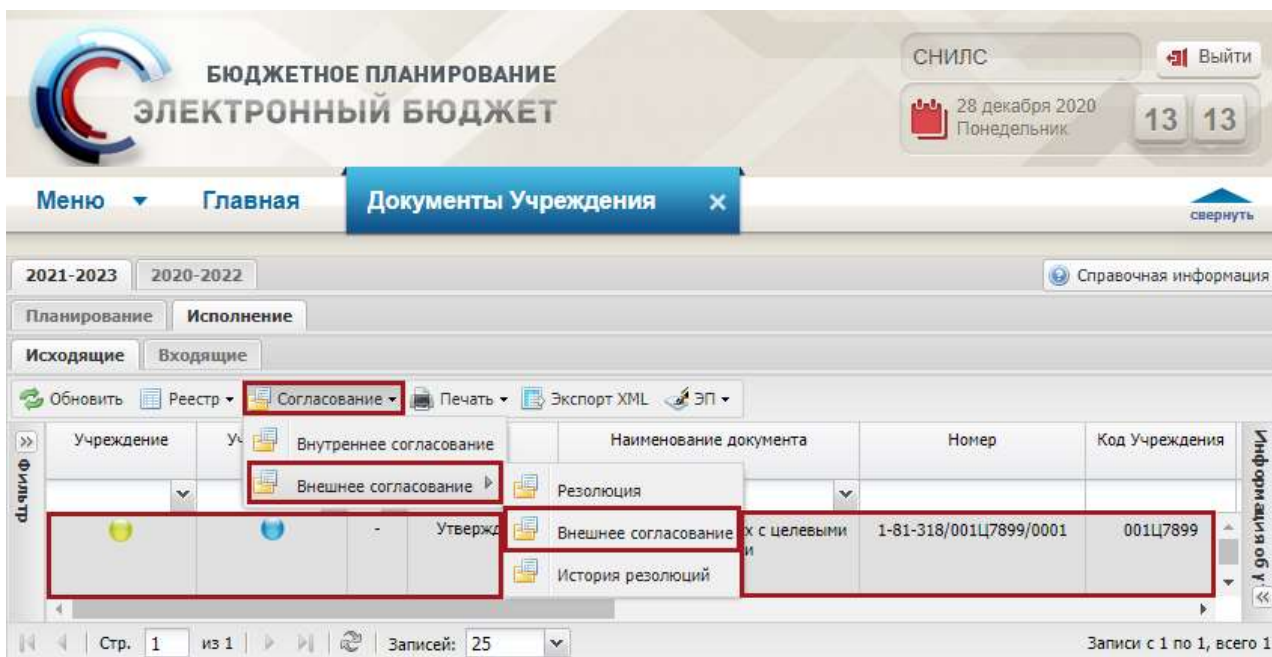 БЮДЖЕТНОЕ ПЛАНИРОВАНИЕ
ЭЛЕКТРОННЫЙ БЮДЖЕТ
СНИЛС
Выйти
28 декабря 2020
Понедельник
13 13
Меню
Главная
Документы Учреждения
свернуть
2021-2023 2020-2022
Справочная информация
Планирование Исполнение
Исходящие Входящие
Обновить Реестр Согласование Печать Экспорт XML ЭП
Фильтр
Учреждение
Наименование документа
Номер
Код Учреждения
Информация об у
Внутреннее согласование
Внешнее согласование
Резолюция
Внешнее согласование
История резолюций
- Утвержд
х с целевыми
и
1-81-318/001Ц7899/0001
001Ц7899
Стр. 1 из 1
Записей: 25
Записи с 1 по 1, всего 1